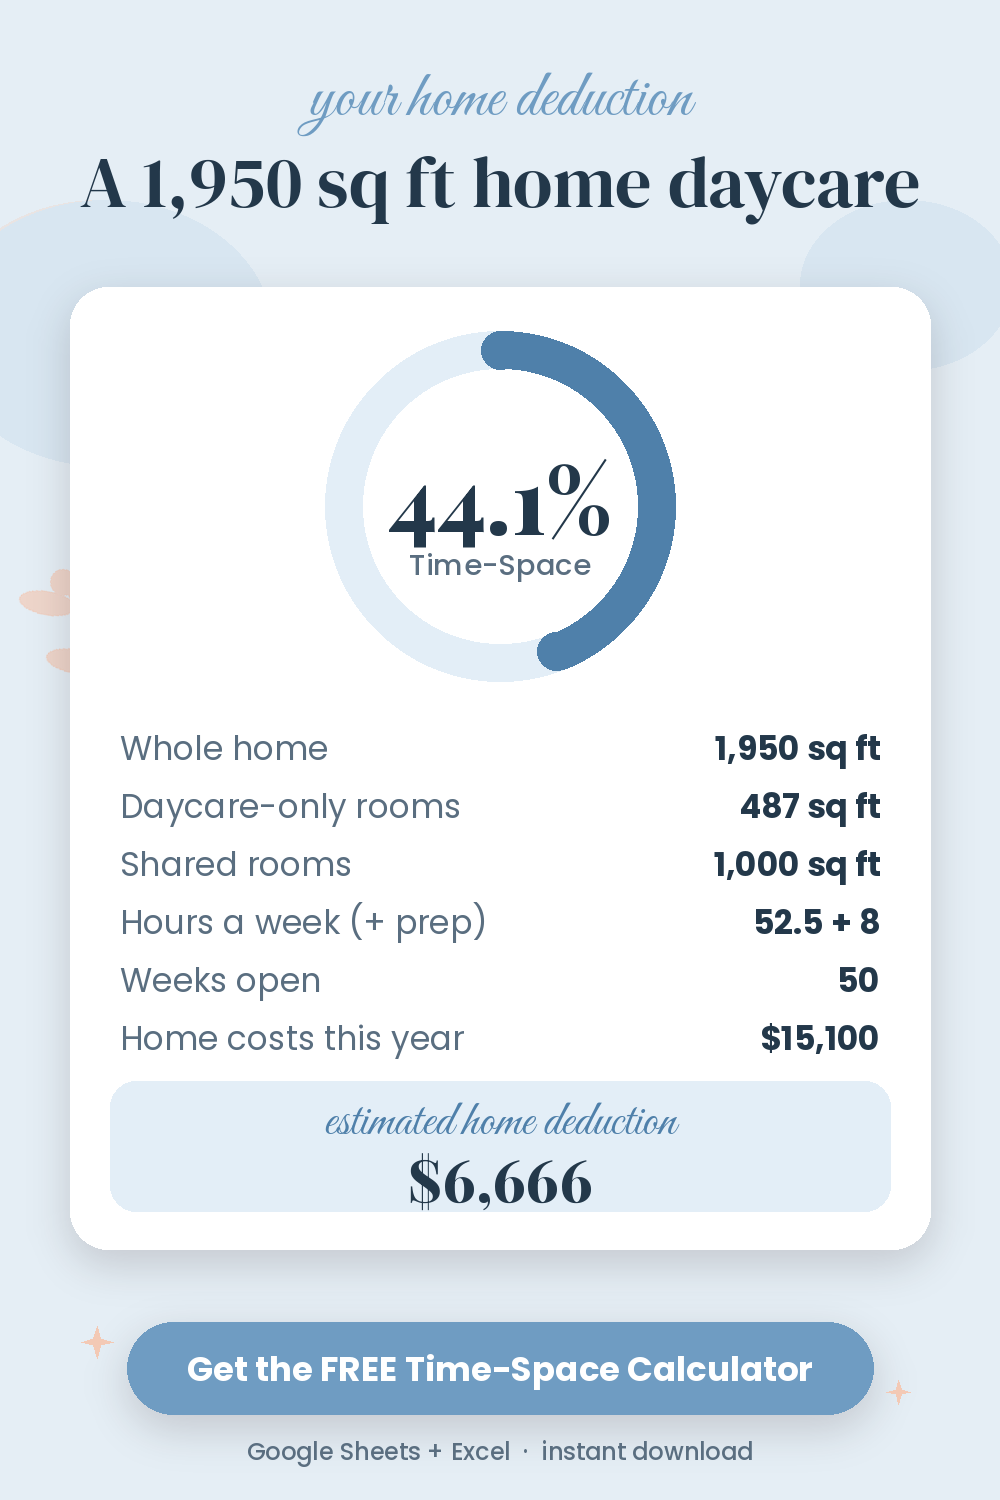 your home deduction
A 1,950 sq ft home daycare
44.1%
Time-Space
Whole home 1,950 sq ft
Daycare-only rooms 487 sq ft
Shared rooms 1,000 sq ft
Hours a week (+ prep) 52.5 + 8
Weeks open 50
Home costs this year $15,100
estimated home deduction
$6,666
Get the FREE Time-Space Calculator
Google Sheets + Excel · instant download